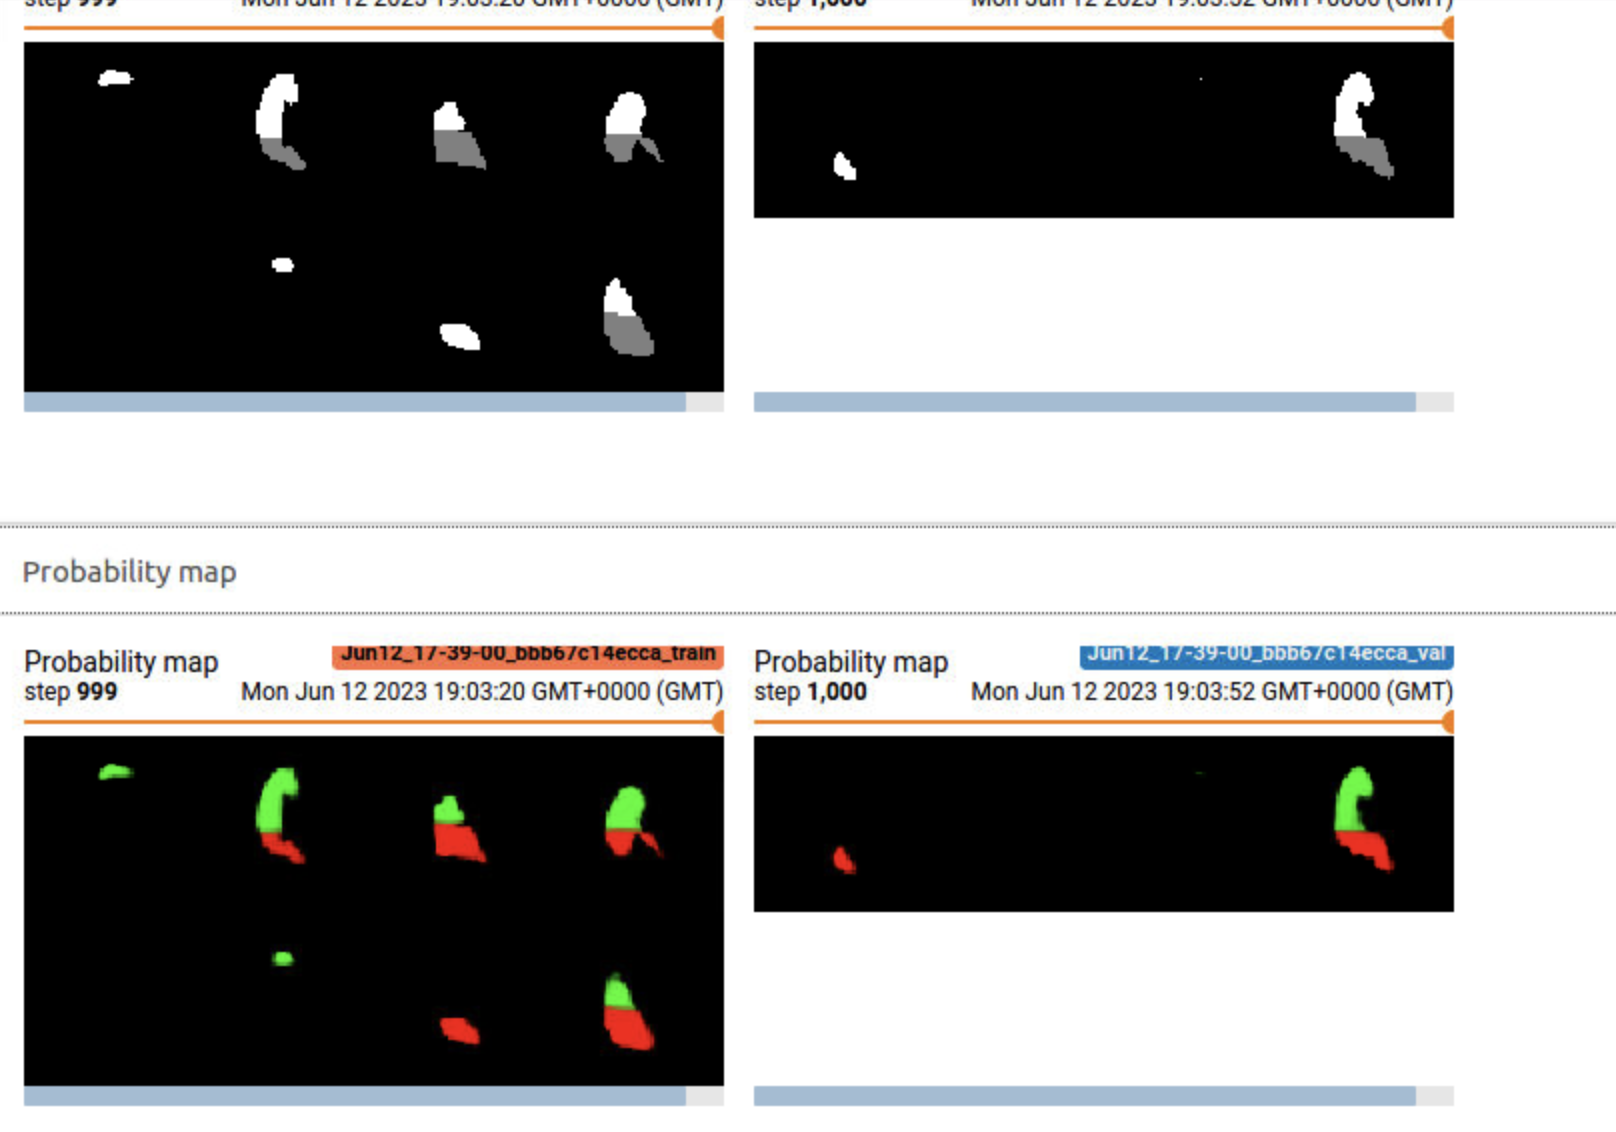 step 999 Mon Jun 12 2023 19:03:20 GMT+0000 (GMT) step 1,000 Mon Jun 12 2023 19:03:52 GMT+0000 (GMT)
Probability map
Probability map Jun12_17-39-00_bbb67c14ecca_train Probability map Jun12_17-39-00_bbb67c14ecca_val
step 999 Mon Jun 12 2023 19:03:20 GMT+0000 (GMT) step 1,000 Mon Jun 12 2023 19:03:52 GMT+0000 (GMT)